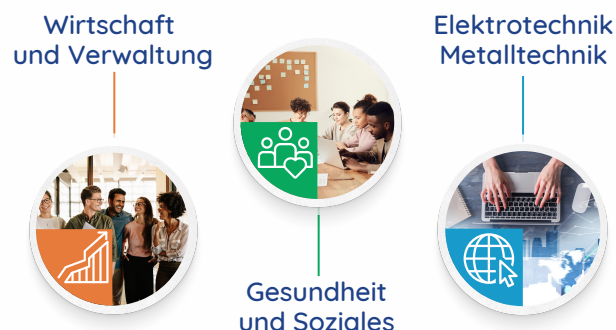 Wirtschaft
und Verwaltung
Elektrotechnik
Metalltechnik
Gesundheit
und Soziales